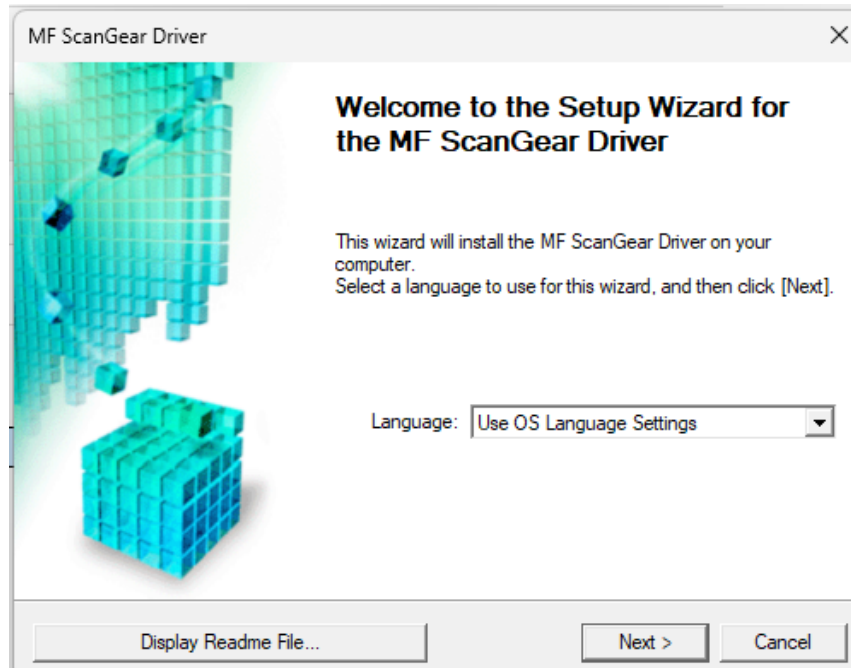 MF ScanGear Driver
Welcome to the Setup Wizard for
the MF ScanGear Driver
This wizard will install the MF ScanGear Driver on your
computer.
Select a language to use for this wizard, and then click [Next].
Language: Use OS Language Settings
Display Readme File... Next > Cancel